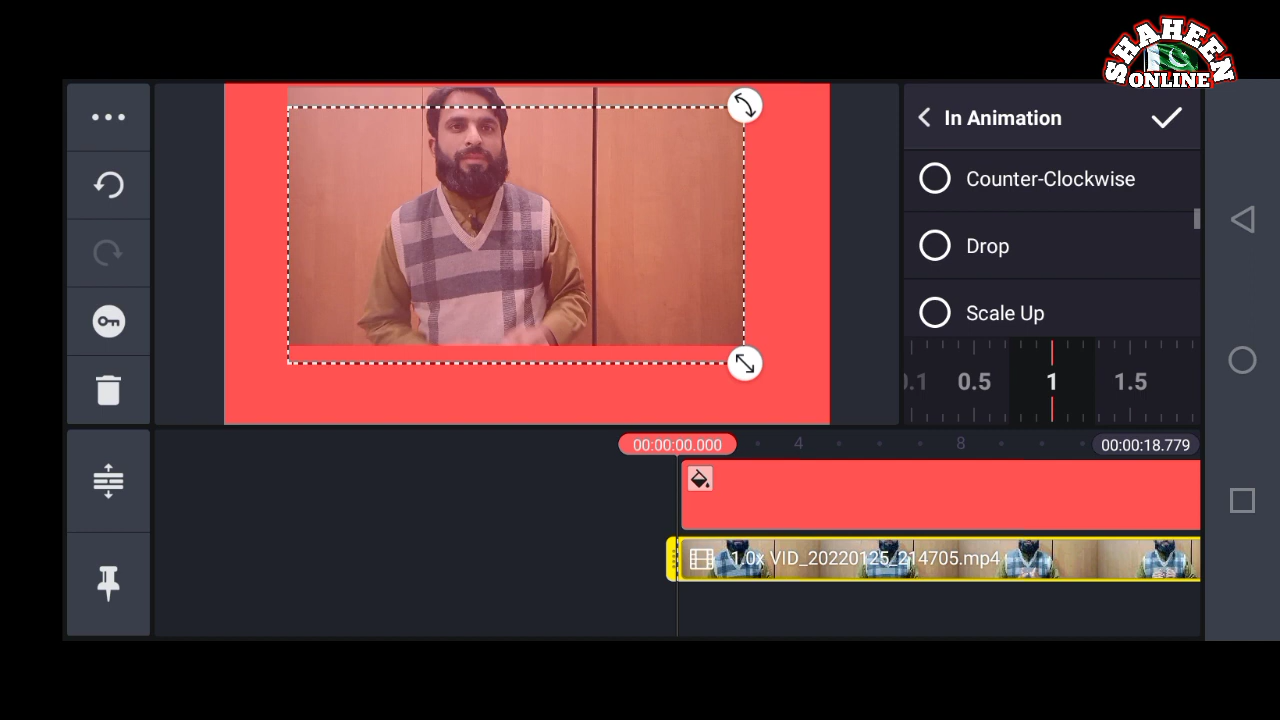 SHAHEEN
ONLINE
In Animation
Counter-Clockwise
Drop
Scale Up
0.1 0.5 1 1.5
00:00:00.000 4 8 00:00:18.779
1.0x VID_20220125_214705.mp4